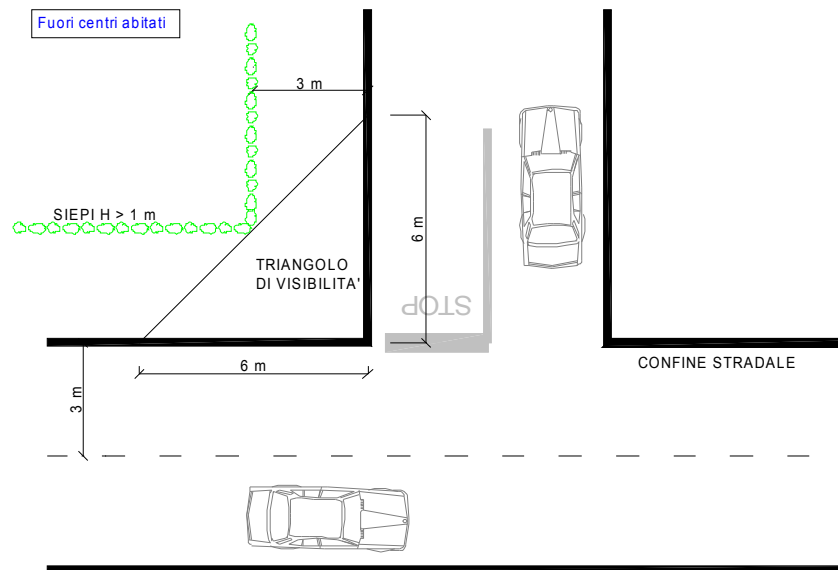 Fuori centri abitati
3 m
SIEPI H > 1 m
6 m
TRIANGOLO
DI VISIBILITA'
STOP
6 m
CONFINE STRADALE
3 m